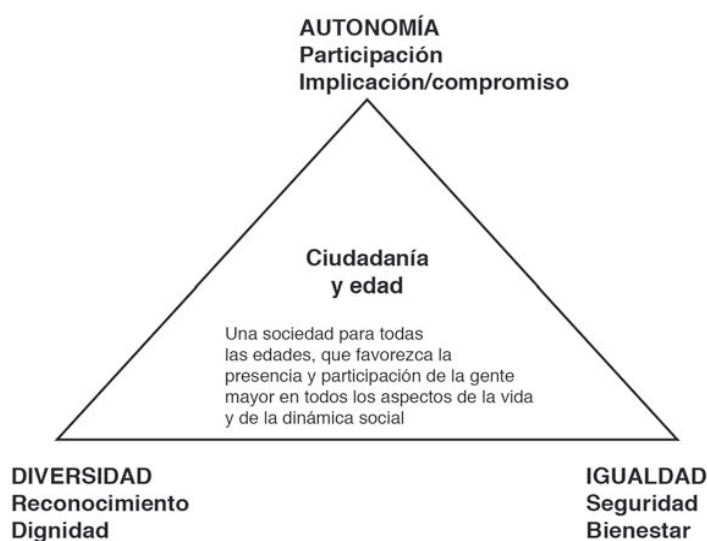 AUTONOMÍA
Participación
Implicación/compromiso
Ciudadanía
y edad
Una sociedad para todas
las edades, que favorezca la
presencia y participación de la gente
mayor en todos los aspectos de la vida
y de la dinámica social
DIVERSIDAD
Reconocimiento
Dignidad
IGUALDAD
Seguridad
Bienestar